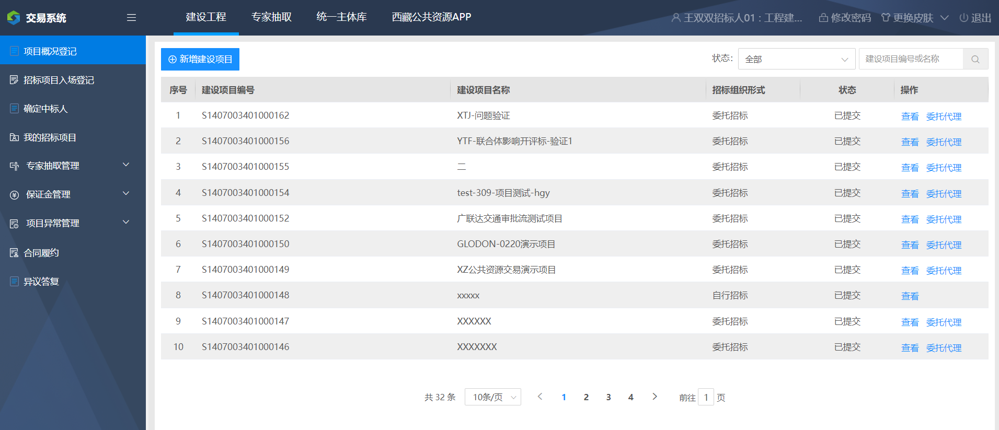 交易系统
建设工程 专家抽取 统一主体库 西藏公共资源APP
王双双招标人01 : 工程建... 修改密码 更换皮肤 退出
项目概况登记
招标项目入场登记
确定中标人
我的招标项目
专家抽取管理
保证金管理
项目异常管理
合同履约
异议答复
新增建设项目 状态: 全部 建设项目编号或名称
序号 建设项目编号 建设项目名称 招标组织形式 状态 操作
1 S1407003401000162 XTJ-问题验证 委托招标 已提交 查看 委托代理
2 S1407003401000156 YTF-联合体影响开评标-验证1 委托招标 已提交 查看 委托代理
3 S1407003401000155 二 委托招标 已提交 查看 委托代理
4 S1407003401000154 test-309-项目测试-hgy 委托招标 已提交 查看 委托代理
5 S1407003401000152 广联达交通审批流测试项目 委托招标 已提交 查看 委托代理
6 S1407003401000150 GLODON-0220演示项目 委托招标 已提交 查看 委托代理
7 S1407003401000149 XZ公共资源交易演示项目 委托招标 已提交 查看 委托代理
8 S1407003401000148 xxxxx 自行招标 已提交 查看
9 S1407003401000147 XXXXXX 委托招标 已提交 查看 委托代理
10 S1407003401000146 XXXXXXX 委托招标 已提交 查看 委托代理
共 32 条 10条/页 1 2 3 4 前往 1 页